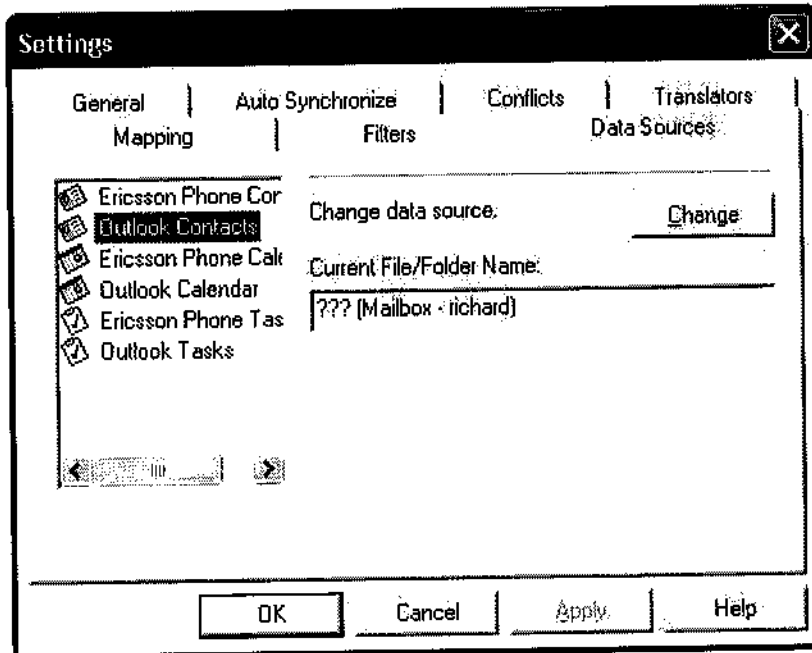 Settings
General Auto Synchronize Conflicts Translators
Mapping Filters Data Sources
Ericsson Phone Cor
Outlook Contacts
Ericsson Phone Cale
Outlook Calendar
Ericsson Phone Tas
Outlook Tasks
Change data source:
Change
Current File/Folder Name:
??? (Mailbox - richard)
OK Cancel Apply Help